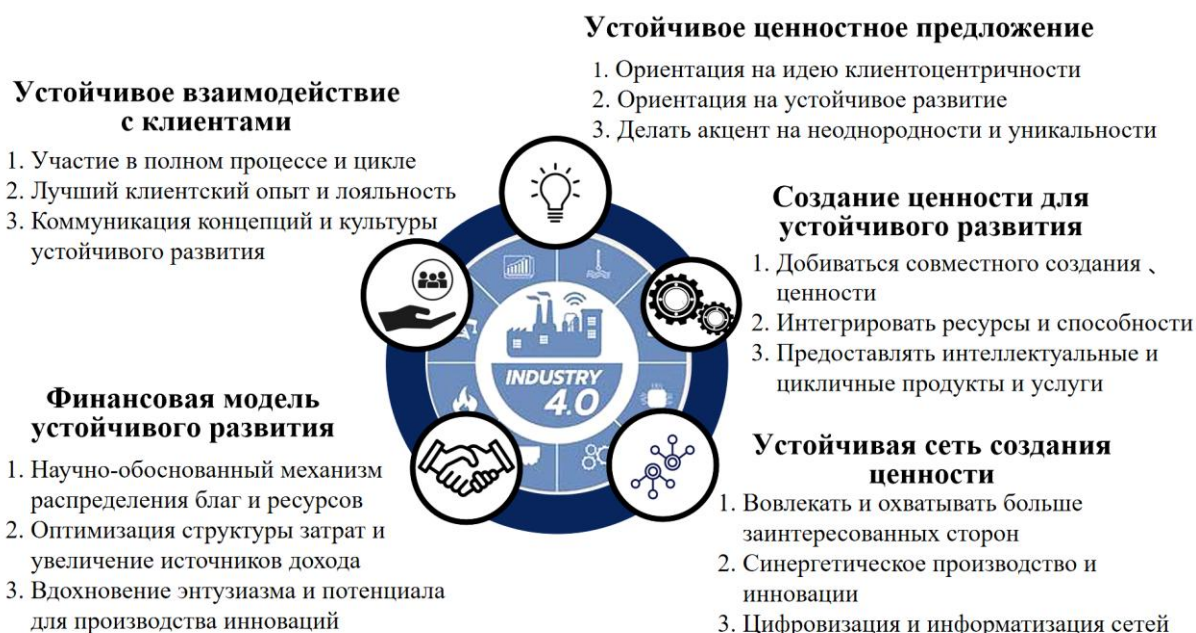 Устойчивое ценностное предложение
1. Ориентация на идею клиентоцентричности
2. Ориентация на устойчивое развитие
3. Делать акцент на неоднородности и уникальности
Устойчивое взаимодействие
с клиентами
1. Участие в полном процессе и цикле
2. Лучший клиентский опыт и лояльность
3. Коммуникация концепций и культуры
устойчивого развития
Создание ценности для
устойчивого развития
1. Добиваться совместного создания 、
ценности
2. Интегрировать ресурсы и способности
3. Предоставлять интеллектуальные и
цикличные продукты и услуги
INDUSTRY
4.0
Финансовая модель
устойчивого развития
1. Научно-обоснованный механизм
распределения благ и ресурсов
2. Оптимизация структуры затрат и
увеличение источников дохода
3. Вдохновение энтузиазма и потенциала
для производства инноваций
Устойчивая сеть создания
ценности
1. Вовлекать и охватывать больше
заинтересованных сторон
2. Синергетическое производство и
инновации
3. Цифровизация и информатизация сетей